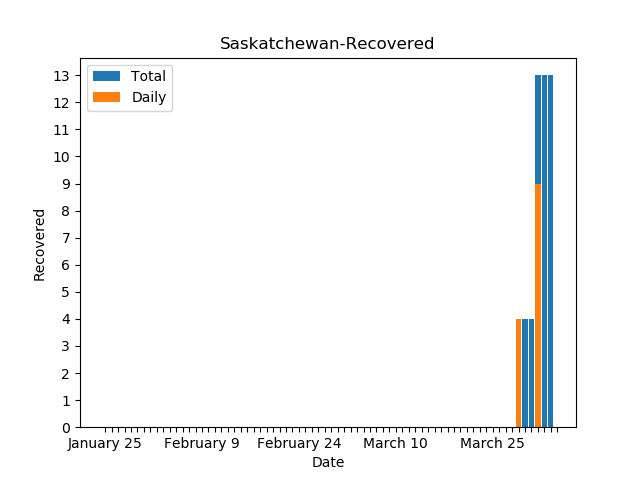 Saskatchewan-Recovered
Total
Daily
13
12
11
10
9
8
7
6
5
4
3
2
1
0
Recovered
January 25
February 9
February 24
March 10
March 25
Date